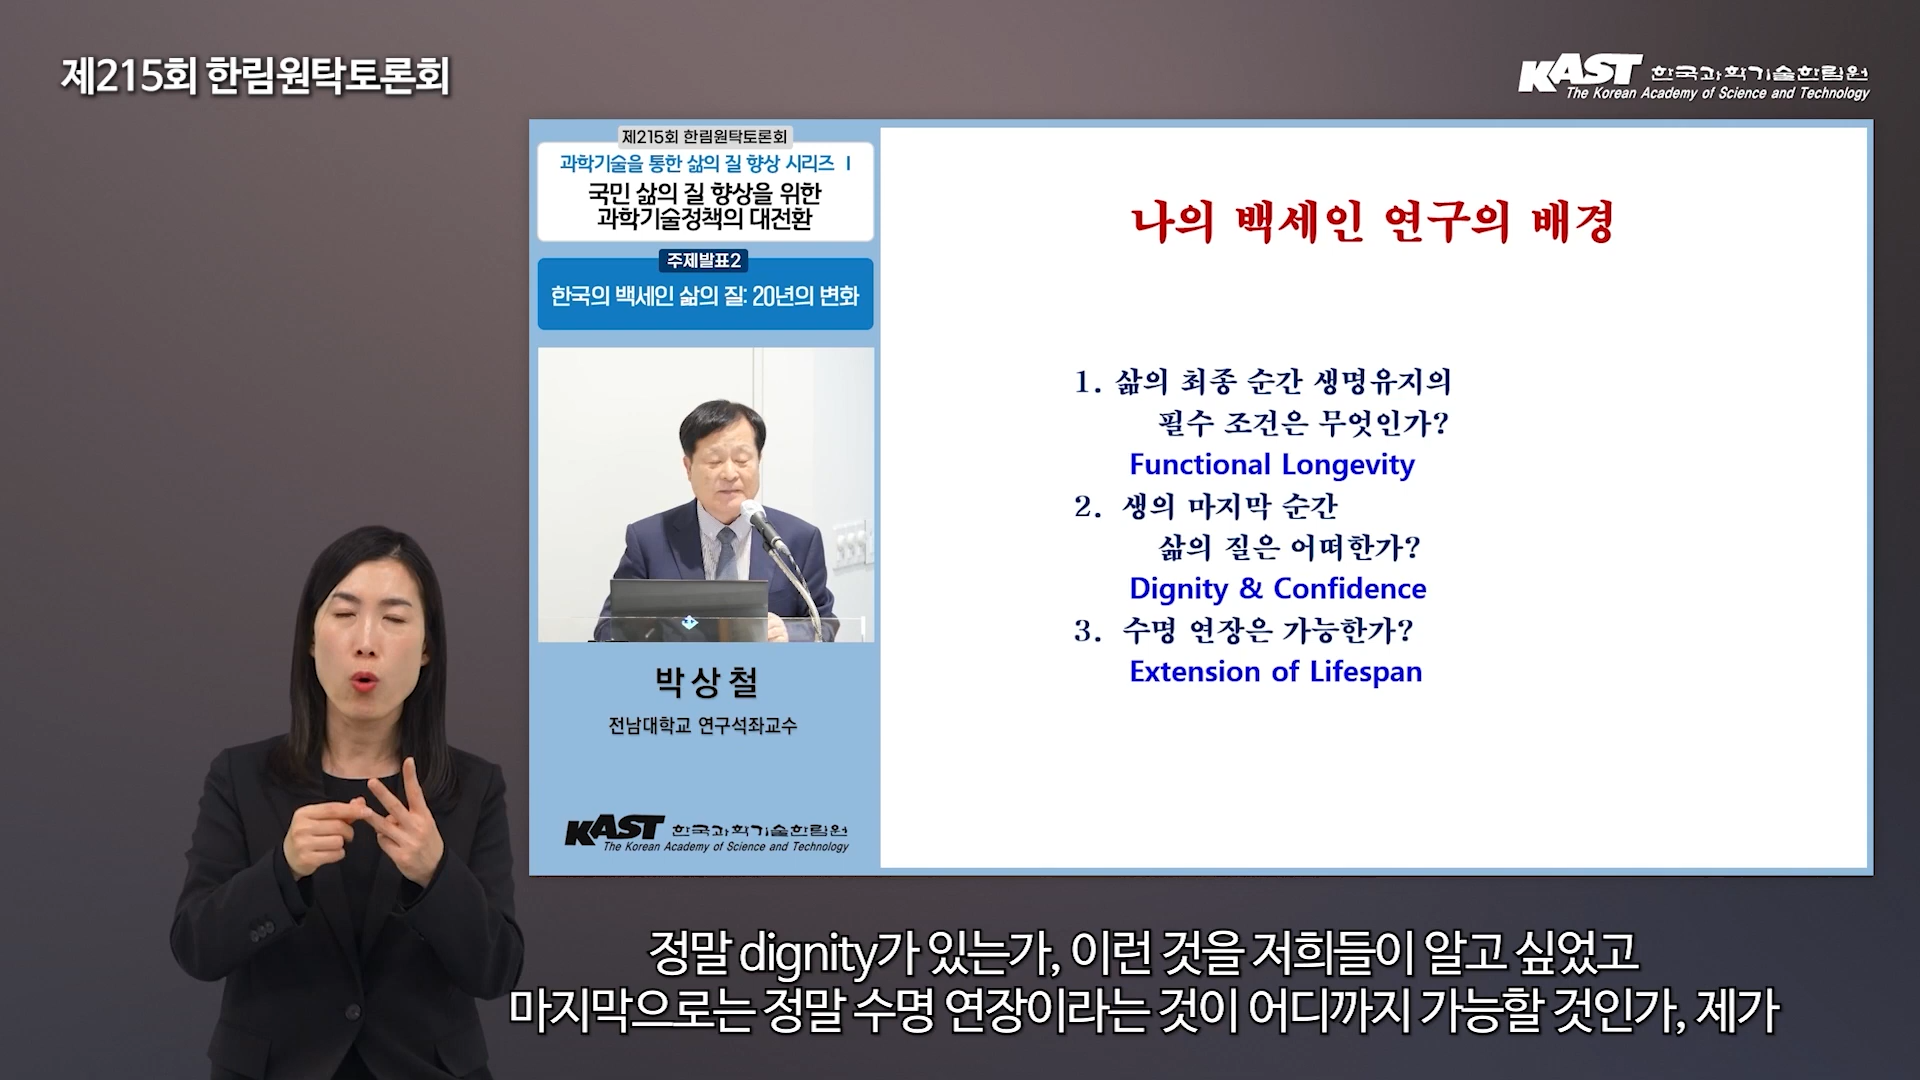 제215회 한림원탁토론회
KAST 한국과학기술한림원
The Korean Academy of Science and Technology
제215회 한림원탁토론회
과학기술을 통한 삶의 질 향상 시리즈 Ⅰ
국민 삶의 질 향상을 위한
과학기술정책의 대전환
주제발표2
한국의 백세인 삶의 질: 20년의 변화
박상철
전남대학교 연구석좌교수
KAST 한국과학기술한림원
The Korean Academy of Science and Technology
나의 백세인 연구의 배경
1. 삶의 최종 순간 생명유지의
필수 조건은 무엇인가?
Functional Longevity
2. 생의 마지막 순간
삶의 질은 어떠한가?
Dignity & Confidence
3. 수명 연장은 가능한가?
Extension of Lifespan
정말 dignity가 있는가, 이런 것을 저희들이 알고 싶었고
마지막으로는 정말 수명 연장이라는 것이 어디까지 가능할 것인가, 제가